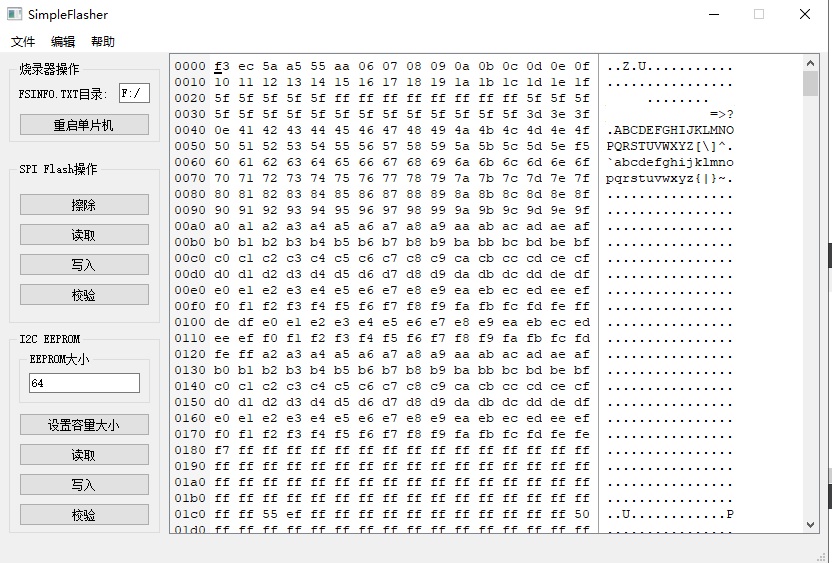 SimpleFlasher
文件 编辑 帮助
烧录器操作
FSINFO.TXT目录: F:/
重启单片机
SPI Flash操作
擦除
读取
写入
校验
I2C EEPROM
EEPROM大小
64
设置容量大小
读取
写入
校验
0000 f3 ec 5a a5 55 aa 06 07 08 09 0a 0b 0c 0d 0e 0f ..Z.U...........
0010 10 11 12 13 14 15 16 17 18 19 1a 1b 1c 1d 1e 1f ................
0020 5f 5f 5f 5f 5f ff ff ff ff ff ff ff ff 5f 5f 5f ........
0030 5f 5f 5f 5f 5f 5f 5f 5f 5f 5f 5f 5f 5f 3d 3e 3f =>?
0040 0e 41 42 43 44 45 46 47 48 49 4a 4b 4c 4d 4e 4f .ABCDEFGHIJKLMNO
0050 50 51 52 53 54 55 56 57 58 59 5a 5b 5c 5d 5e f5 PQRSTUVWXYZ[\]^.
0060 60 61 62 63 64 65 66 67 68 69 6a 6b 6c 6d 6e 6f `abcdefghijklmno
0070 70 71 72 73 74 75 76 77 78 79 7a 7b 7c 7d 7e 7f pqrstuvwxyz{|}~.
0080 80 81 82 83 84 85 86 87 88 89 8a 8b 8c 8d 8e 8f ................
0090 90 91 92 93 94 95 96 97 98 99 9a 9b 9c 9d 9e 9f ................
00a0 a0 a1 a2 a3 a4 a5 a6 a7 a8 a9 aa ab ac ad ae af ................
00b0 b0 b1 b2 b3 b4 b5 b6 b7 b8 b9 ba bb bc bd be bf ................
00c0 c0 c1 c2 c3 c4 c5 c6 c7 c8 c9 ca cb cc cd ce cf ................
00d0 d0 d1 d2 d3 d4 d5 d6 d7 d8 d9 da db dc dd de df ................
00e0 e0 e1 e2 e3 e4 e5 e6 e7 e8 e9 ea eb ec ed ee ef ................
00f0 f0 f1 f2 f3 f4 f5 f6 f7 f8 f9 fa fb fc fd fe ff ................
0100 de df e0 e1 e2 e3 e4 e5 e6 e7 e8 e9 ea eb ec ed ................
0110 ee ef f0 f1 f2 f3 f4 f5 f6 f7 f8 f9 fa fb fc fd ................
0120 fe ff a2 a3 a4 a5 a6 a7 a8 a9 aa ab ac ad ae af ................
0130 b0 b1 b2 b3 b4 b5 b6 b7 b8 b9 ba bb bc bd be bf ................
0140 c0 c1 c2 c3 c4 c5 c6 c7 c8 c9 ca cb cc cd ce cf ................
0150 d0 d1 d2 d3 d4 d5 d6 d7 d8 d9 da db dc dd de df ................
0160 e0 e1 e2 e3 e4 e5 e6 e7 e8 e9 ea eb ec ed ee ef ................
0170 f0 f1 f2 f3 f4 f5 f6 f7 f8 f9 fa fb fc fd fe fe ................
0180 f7 ff ff ff ff ff ff ff ff ff ff ff ff ff ff ff ................
0190 ff ff ff ff ff ff ff ff ff ff ff ff ff ff ff ff ................
01a0 ff ff ff ff ff ff ff ff ff ff ff ff ff ff ff ff ................
01b0 ff ff ff ff ff ff ff ff ff ff ff ff ff ff ff ff ................
01c0 ff ff 55 ef ff ff ff ff ff ff ff ff ff ff ff 50 ..U............P
01d0 ff ff ff ff ff ff ff ff ff ff ff ff ff ff ff ff ................